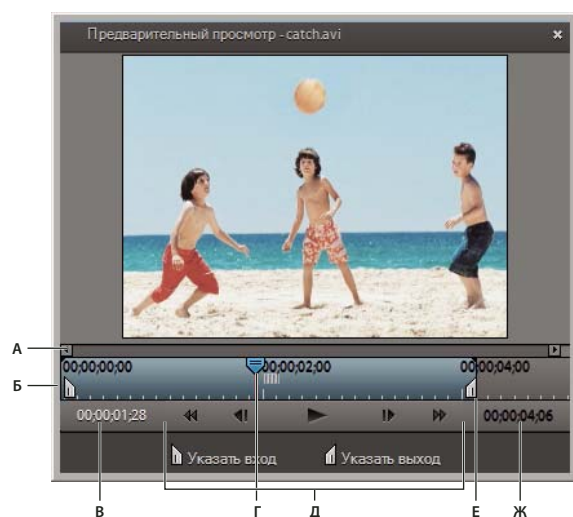 Предварительный просмотр - catch.avi
А
00;00;00;00 00;00;02;00 00;00;04;00
Б
00;00;01;28 00;00;04;06
Указать вход Указать выход
В Г Д Е Ж